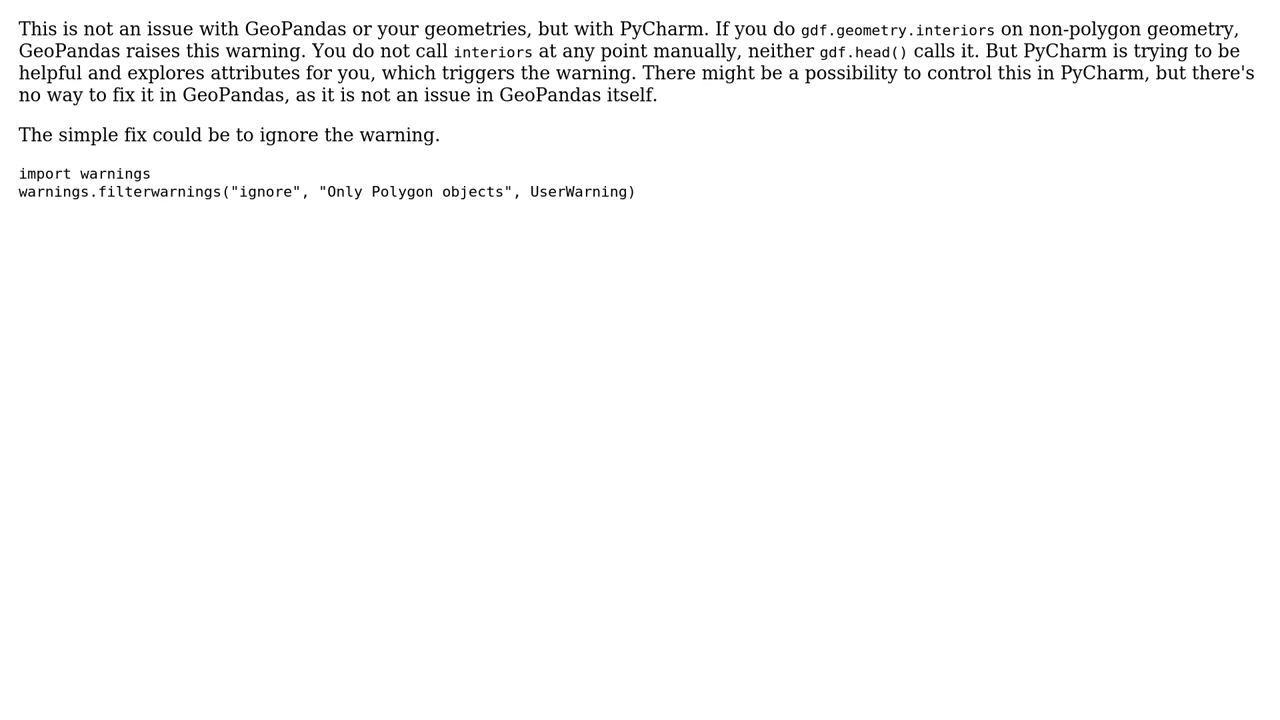 This is not an issue with GeoPandas or your geometries, but with PyCharm. If you do gdf.geometry.interiors on non-polygon geometry,
GeoPandas raises this warning. You do not call interiors at any point manually, neither gdf.head() calls it. But PyCharm is trying to be
helpful and explores attributes for you, which triggers the warning. There might be a possibility to control this in PyCharm, but there's
no way to fix it in GeoPandas, as it is not an issue in GeoPandas itself.
The simple fix could be to ignore the warning.
import warnings
warnings.filterwarnings("ignore", "Only Polygon objects", UserWarning)